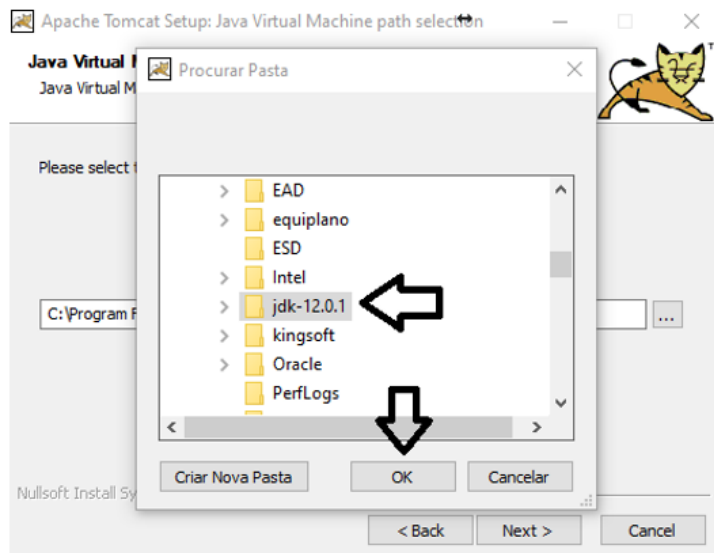 Apache Tomcat Setup: Java Virtual Machine path selection
Java Virtual
Procurar Pasta
Java Virtual M
Please select
EAD
equiplano
ESD
Intel
jdk-12.0.1
kingsoft
Oracle
PerfLogs
C:\Program F
...
Criar Nova Pasta
OK
Cancelar
Nullsoft Install Sy
< Back
Next >
Cancel